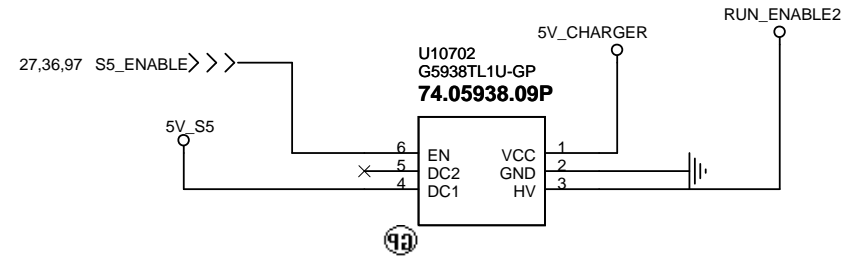 RUN_ENABLE2
5V_CHARGER
27,36,97 S5_ENABLE
U10702
G5938TL1U-GP
74.05938.09P
5V_S5
6 EN VCC 1
5 DC2 GND 2
4 DC1 HV 3
GP